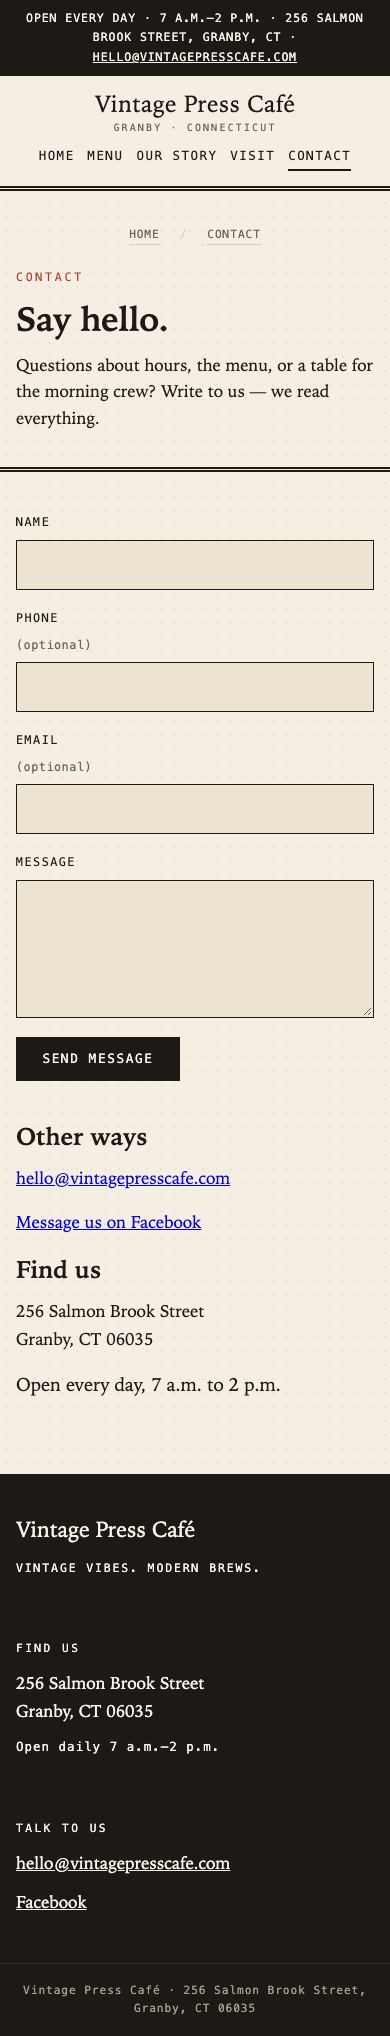 OPEN EVERY DAY · 7 A.M.–2 P.M. · 256 SALMON
BROOK STREET, GRANBY, CT ·
HELLO@VINTAGEPRESSCAFE.COM
Vintage Press Café
GRANBY · CONNECTICUT
HOME MENU OUR STORY VISIT CONTACT
HOME / CONTACT
CONTACT
Say hello.
Questions about hours, the menu, or a table for
the morning crew? Write to us — we read
everything.
NAME
PHONE
(optional)
EMAIL
(optional)
MESSAGE
SEND MESSAGE
Other ways
hello@vintagepresscafe.com
Message us on Facebook
Find us
256 Salmon Brook Street
Granby, CT 06035
Open every day, 7 a.m. to 2 p.m.
Vintage Press Café
VINTAGE VIBES. MODERN BREWS.
FIND US
256 Salmon Brook Street
Granby, CT 06035
Open daily 7 a.m.–2 p.m.
TALK TO US
hello@vintagepresscafe.com
Facebook
Vintage Press Café · 256 Salmon Brook Street,
Granby, CT 06035